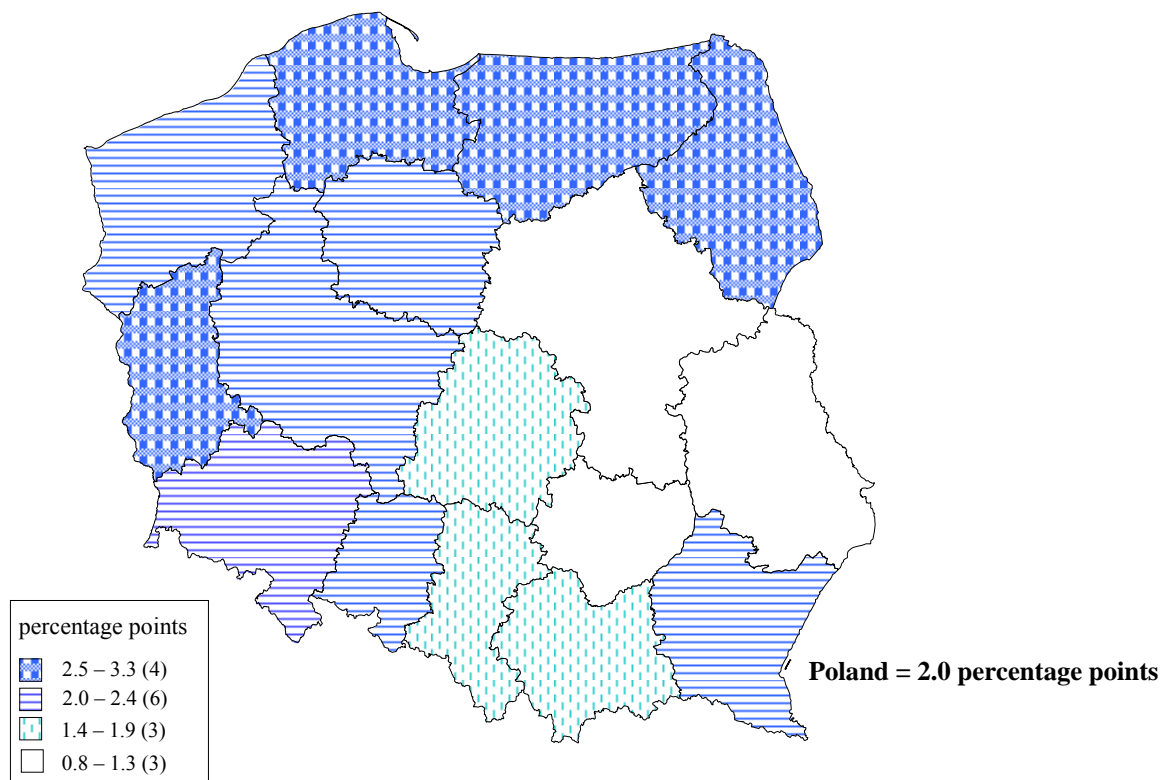 percentage points
2.5 – 3.3 (4)
2.0 – 2.4 (6)
1.4 – 1.9 (3)
0.8 – 1.3 (3)
Poland = 2.0 percentage points